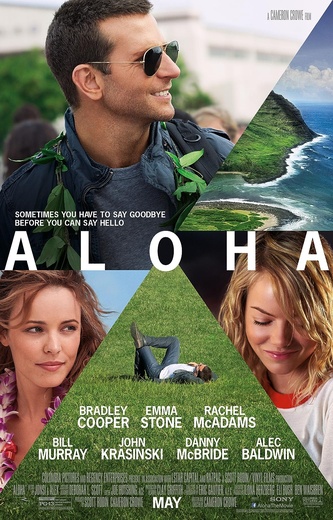 A CAMERON CROWE FILM
SOMETIMES YOU HAVE TO SAY GOODBYE
BEFORE YOU CAN SAY HELLO
ALOHA
BRADLEY COOPER
EMMA STONE
RACHEL McADAMS
BILL MURRAY
JOHN KRASINSKI
DANNY McBRIDE
ALEC BALDWIN
MAY
SONY